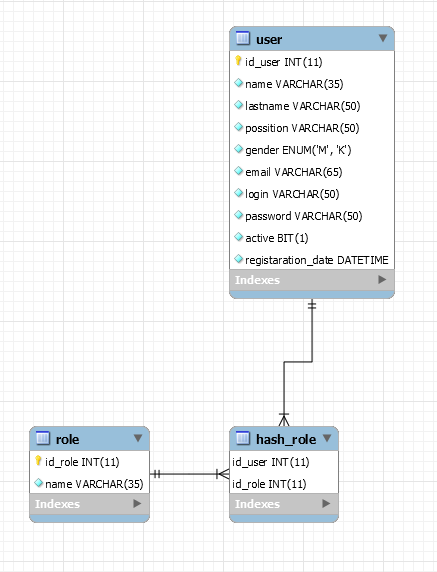 user
id_user INT(11)
name VARCHAR(35)
lastname VARCHAR(50)
possition VARCHAR(50)
gender ENUM('M', 'K')
email VARCHAR(65)
login VARCHAR(50)
password VARCHAR(50)
active BIT(1)
registaration_date DATETIME
Indexes
role
id_role INT(11)
name VARCHAR(35)
Indexes
hash_role
id_user INT(11)
id_role INT(11)
Indexes